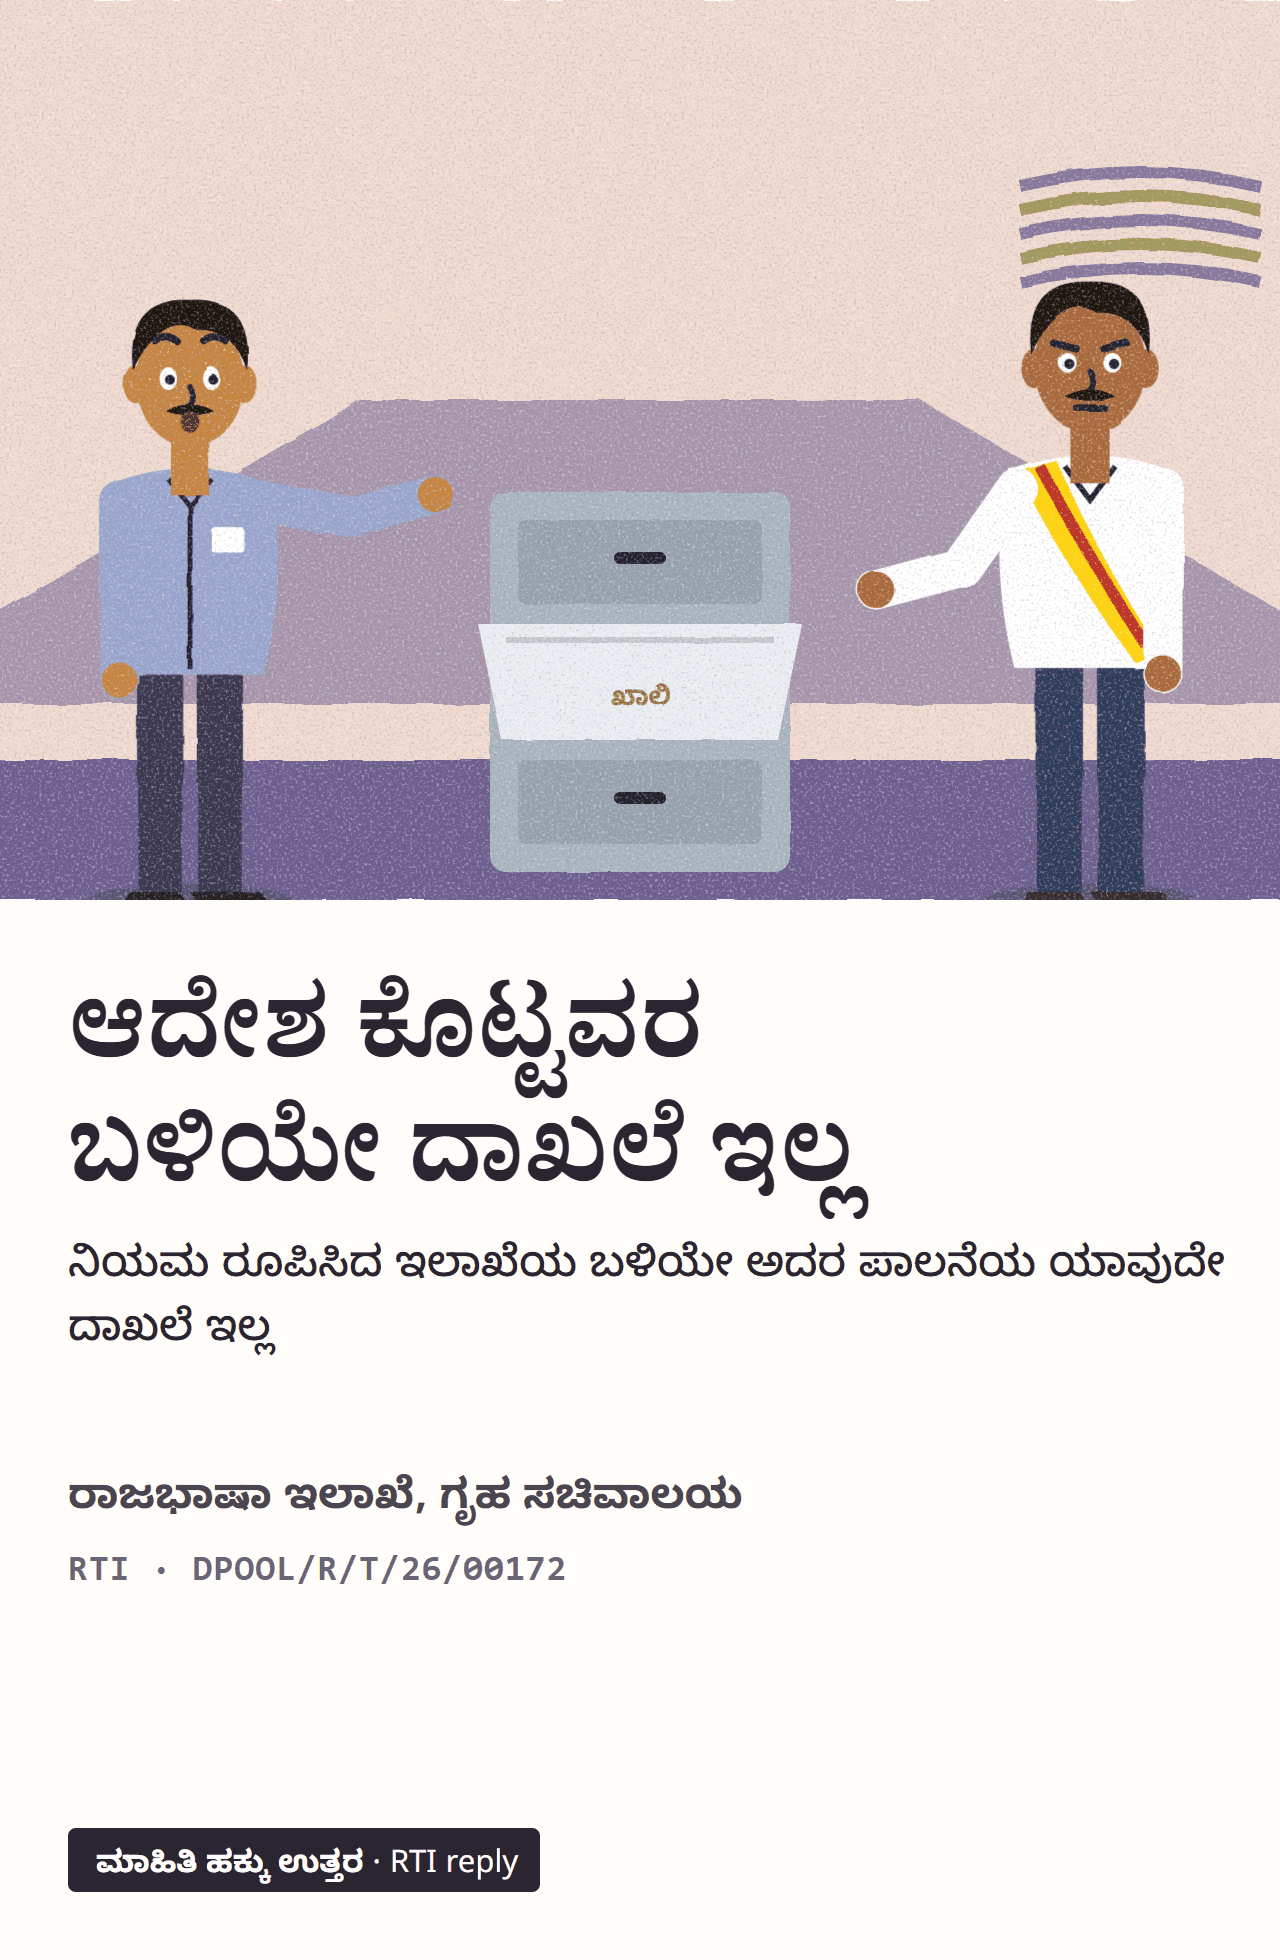 ಖಾಲಿ
ಆದೇಶ ಕೊಟ್ಟವರ
ಬಳಿಯೇ ದಾಖಲೆ ಇಲ್ಲ
ನಿಯಮ ರೂಪಿಸಿದ ಇಲಾಖೆಯ ಬಳಿಯೇ ಅದರ ಪಾಲನೆಯ ಯಾವುದೇ
ದಾಖಲೆ ಇಲ್ಲ
ರಾಜಭಾಷಾ ಇಲಾಖೆ, ಗೃಹ ಸಚಿವಾಲಯ
RTI · DPOOL/R/T/26/00172
ಮಾಹಿತಿ ಹಕ್ಕು ಉತ್ತರ · RTI reply